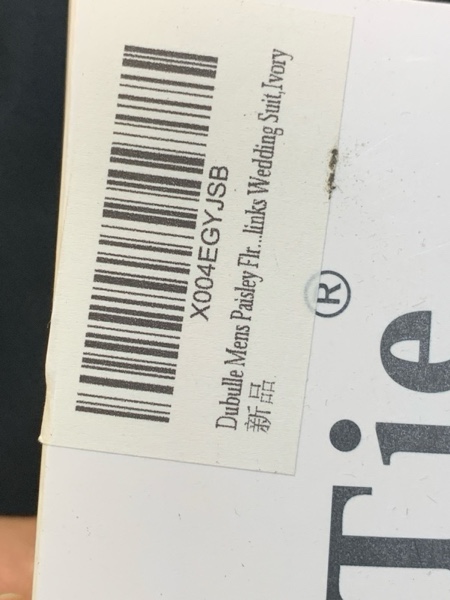 X004EGYJSB
Dubulle Mens Paisley Flr...links Wedding Suit,Ivory
新品
Tie®